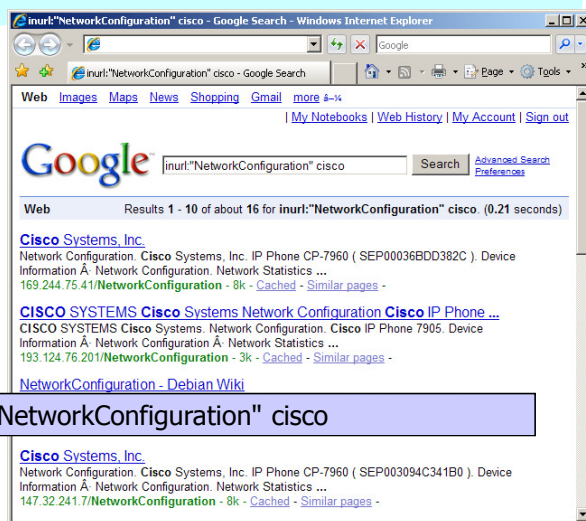 inurl:"NetworkConfiguration" cisco - Google Search - Windows Internet Explorer
Google
inurl:"NetworkConfiguration" cisco - Google Search
Page Tools »
Web Images Maps News Shopping Gmail more â–¼
| My Notebooks | Web History | My Account | Sign out
Google inurl:"NetworkConfiguration" cisco Search Advanced Search
Preferences
Web Results 1 - 10 of about 16 for inurl:"NetworkConfiguration" cisco. (0.21 seconds)
Cisco Systems, Inc.
Network Configuration. Cisco Systems, Inc. IP Phone CP-7960 ( SEP00036BDD382C ). Device
Information Â· Network Configuration. Network Statistics ...
169.244.75.41/NetworkConfiguration - 8k - Cached - Similar pages -
CISCO SYSTEMS Cisco Systems Network Configuration Cisco IP Phone ...
CISCO SYSTEMS Cisco Systems. Network Configuration. Cisco IP Phone 7905. Device
Information Â· Network Configuration Â· Network Statistics ...
193.124.76.201/NetworkConfiguration - 3k - Cached - Similar pages -
NetworkConfiguration - Debian Wiki
NetworkConfiguration" cisco
Cisco Systems, Inc.
Network Configuration. Cisco Systems, Inc. IP Phone CP-7960 ( SEP003094C341B0 ). Device
Information Â· Network Configuration. Network Statistics ...
147.32.241.7/NetworkConfiguration - 8k - Cached - Similar pages -